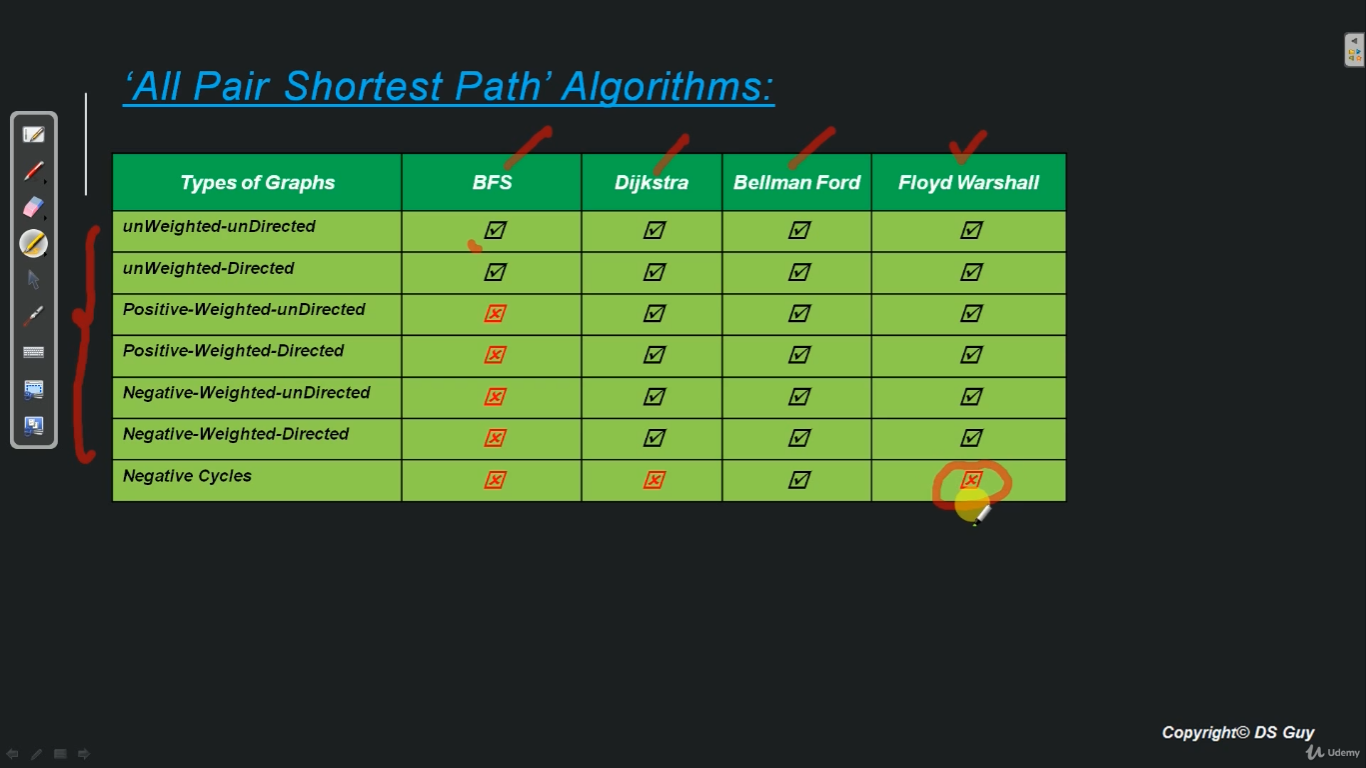 ‘All Pair Shortest Path’ Algorithms:
Types of Graphs BFS Dijkstra Bellman Ford Floyd Warshall
unWeighted-unDirected
unWeighted-Directed
Positive-Weighted-unDirected
Positive-Weighted-Directed
Negative-Weighted-unDirected
Negative-Weighted-Directed
Negative Cycles
Copyright© DS Guy
Udemy